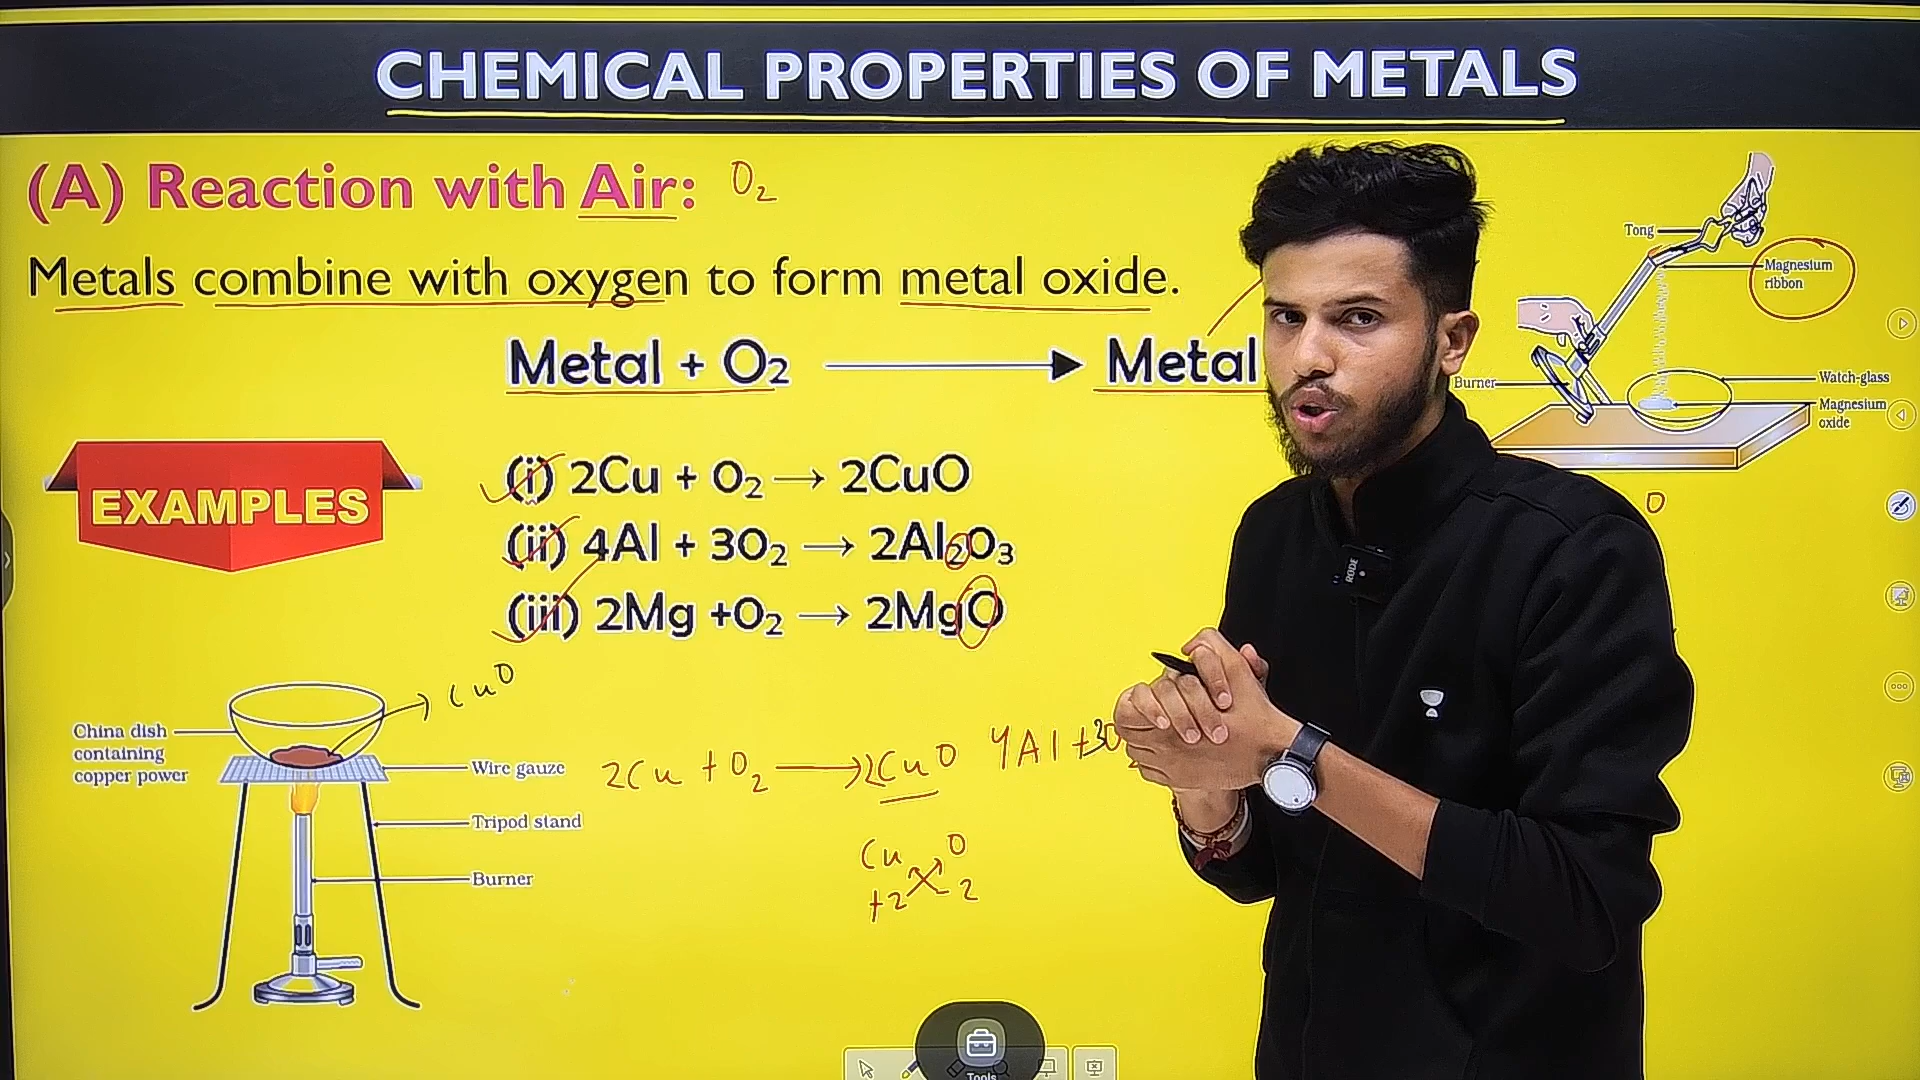 CHEMICAL PROPERTIES OF METALS
(A) Reaction with Air: O2
Metals combine with oxygen to form metal oxide.
Metal + O₂ ⟶ Metal
EXAMPLES
(i) 2Cu + O₂ → 2CuO
(ii) 4Al + 3O₂ → 2Al₂O₃
(iii) 2Mg +O₂ → 2MgO
Tong
Magnesium
ribbon
Burner
Watch-glass
Magnesium
oxide
O
→ CuO
China dish
containing
copper power
Wire gauze
Tripod stand
Burner
2Cu + O₂ ⟶ 2CuO
4Al + 3O
Cu O
+2 2
RODE
Tools